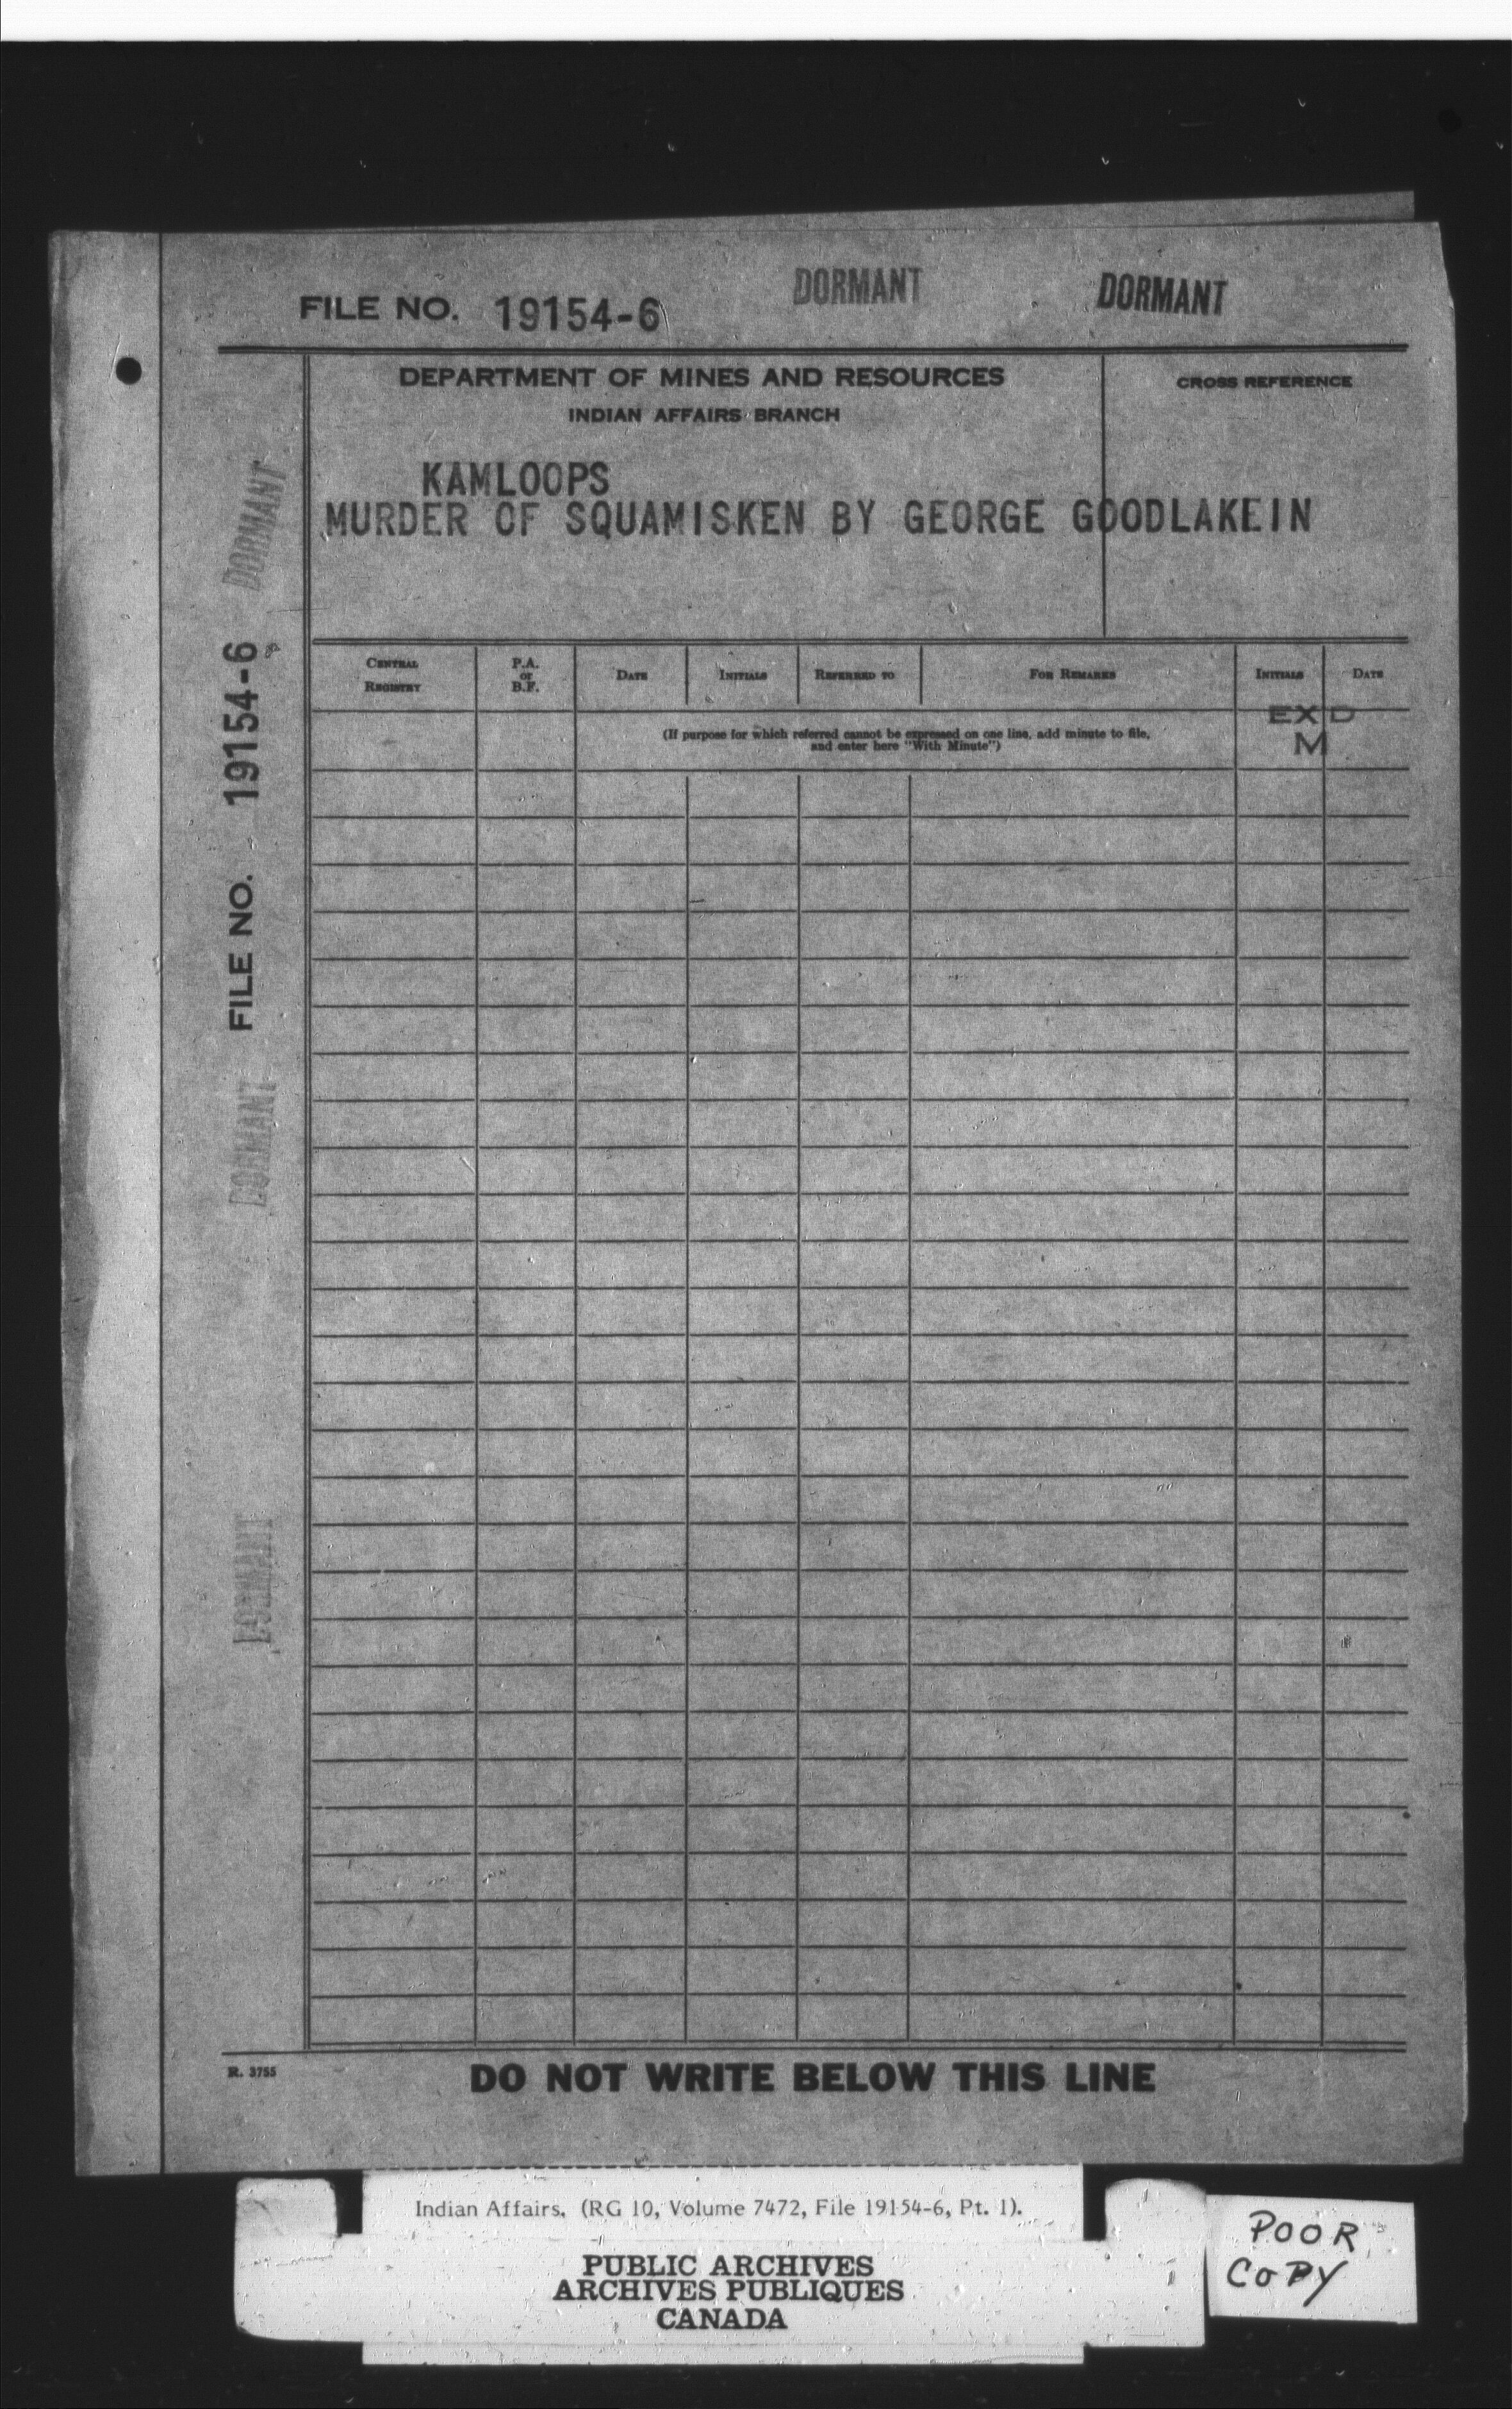 FILE NO. 19154-6
DORMANT
DORMANT
DEPARTMENT OF MINES AND RESOURCES
INDIAN AFFAIRS BRANCH
CROSS REFERENCE
KAMLOOPS
MURDER OF SQUAMISKEN BY GEORGE GOODLAKEIN
CENTRAL REGISTRY
P.A. or B.F.
DATE
INITIALS
REFERRED TO
FOR REMARKS
INITIALS
DATE
(If purpose for which referred cannot be expressed on one line, add minute to file,
and enter here "With Minute")
EX D
M
DORMANT
FILE NO. 19154-6
DORMANT
DORMANT
R. 3755
DO NOT WRITE BELOW THIS LINE
Indian Affairs. (RG 10, Volume 7472, File 19154-6, Pt. 1).
PUBLIC ARCHIVES
ARCHIVES PUBLIQUES
CANADA
POOR
COPY